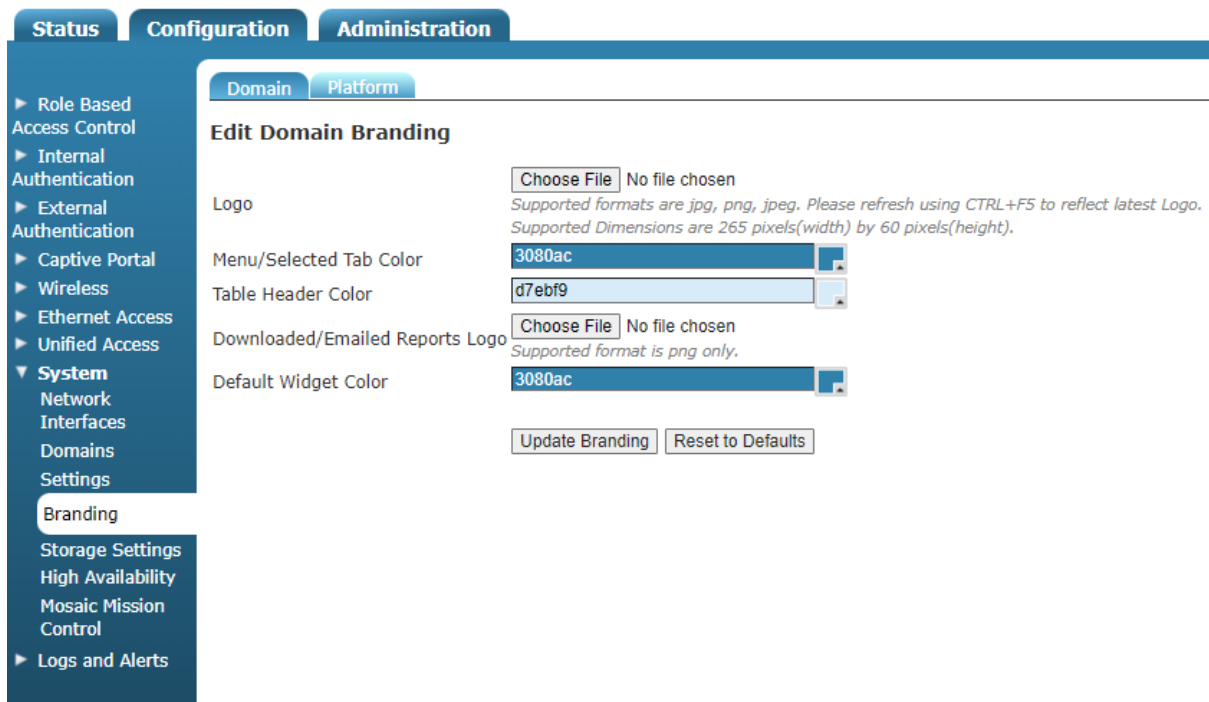 Status Configuration Administration
Role Based
Access Control
Internal
Authentication
External
Authentication
Captive Portal
Wireless
Ethernet Access
Unified Access
System
Network
Interfaces
Domains
Settings
Branding
Storage Settings
High Availability
Mosaic Mission
Control
Logs and Alerts
Domain Platform
Edit Domain Branding
Logo
Choose File No file chosen
Supported formats are jpg, png, jpeg. Please refresh using CTRL+F5 to reflect latest Logo.
Supported Dimensions are 265 pixels(width) by 60 pixels(height).
Menu/Selected Tab Color 3080ac
Table Header Color d7ebf9
Downloaded/Emailed Reports Logo
Choose File No file chosen
Supported format is png only.
Default Widget Color 3080ac
Update Branding Reset to Defaults